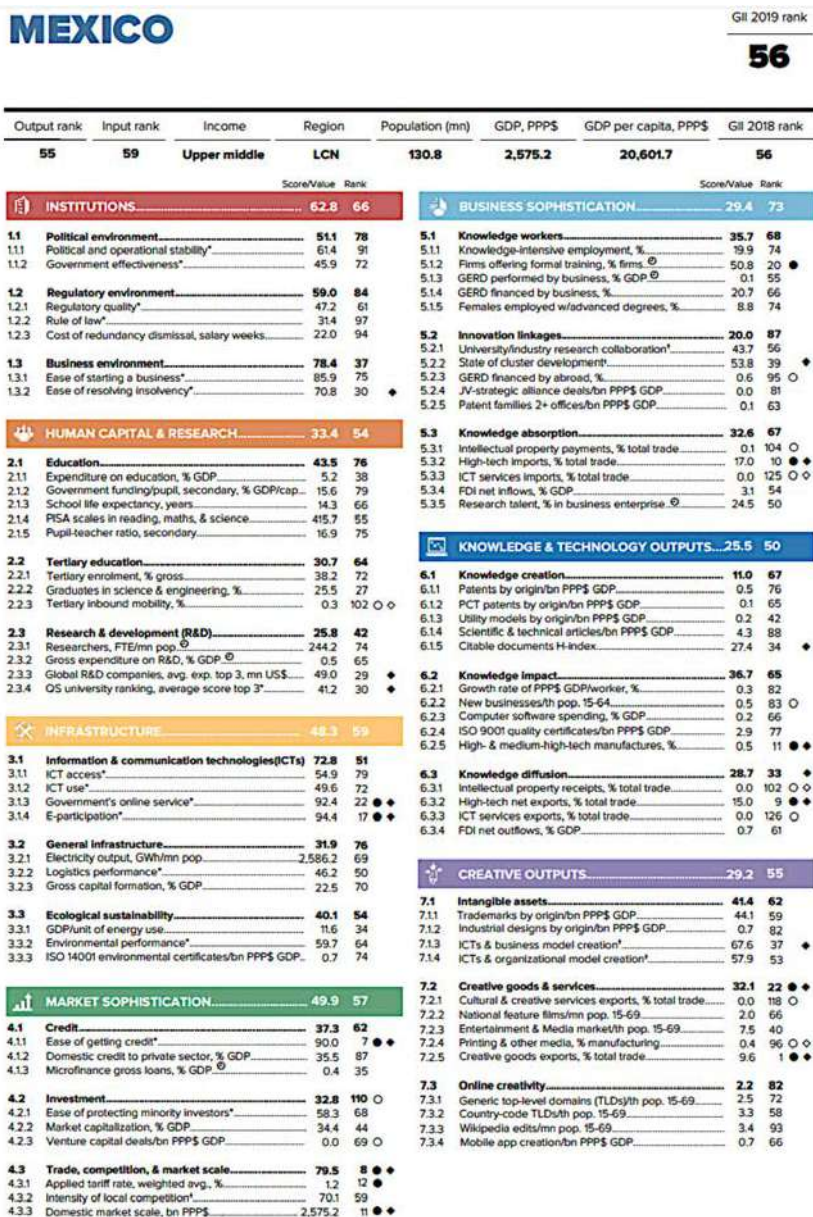 MEXICO
GII 2019 rank
56
Output rank Input rank Income Region Population (mn) GDP, PPP$ GDP per capita, PPP$ GII 2018 rank
55 59 Upper middle LCN 130.8 2,575.2 20,601.7 56
Score/Value Rank
INSTITUTIONS 62.8 66
1.1 Political environment 51.1 78
1.1.1 Political and operational stability* 61.4 91
1.1.2 Government effectiveness* 45.9 72
1.2 Regulatory environment 59.0 84
1.2.1 Regulatory quality* 47.2 61
1.2.2 Rule of law* 31.4 97
1.2.3 Cost of redundancy dismissal, salary weeks 22.0 94
1.3 Business environment 78.4 37
1.3.1 Ease of starting a business* 85.9 75
1.3.2 Ease of resolving insolvency* 70.8 30 ◆
HUMAN CAPITAL & RESEARCH 33.4 54
2.1 Education 43.5 76
2.1.1 Expenditure on education, % GDP 5.2 38
2.1.2 Government funding/pupil, secondary, % GDP/cap 15.6 79
2.1.3 School life expectancy, years 14.3 66
2.1.4 PISA scales in reading, maths, & science 415.7 55
2.1.5 Pupil-teacher ratio, secondary 16.9 75
2.2 Tertiary education 30.7 64
2.2.1 Tertiary enrolment, % gross 38.2 72
2.2.2 Graduates in science & engineering, % 25.5 27
2.2.3 Tertiary inbound mobility, % 0.3 102 ○ ◇
2.3 Research & development (R&D) 25.8 42
2.3.1 Researchers, FTE/mn pop. 244.2 74
2.3.2 Gross expenditure on R&D, % GDP 0.5 65
2.3.3 Global R&D companies, avg. exp. top 3, mn US$ 49.0 29 ◆
2.3.4 QS university ranking, average score top 3* 41.2 30 ◆
INFRASTRUCTURE 48.3 59
3.1 Information & communication technologies(ICTs) 72.8 51
3.1.1 ICT access* 54.9 79
3.1.2 ICT use* 49.6 72
3.1.3 Government's online service* 92.4 22 ● ◆
3.1.4 E-participation* 94.4 17 ● ◆
3.2 General infrastructure 31.9 76
3.2.1 Electricity output, GWh/mn pop 2,586.2 69
3.2.2 Logistics performance* 46.2 50
3.2.3 Gross capital formation, % GDP 22.5 70
3.3 Ecological sustainability 40.1 54
3.3.1 GDP/unit of energy use 11.6 34
3.3.2 Environmental performance* 59.7 64
3.3.3 ISO 14001 environmental certificates/bn PPP$ GDP 0.7 74
MARKET SOPHISTICATION 49.9 57
4.1 Credit 37.3 62
4.1.1 Ease of getting credit* 90.0 7 ● ◆
4.1.2 Domestic credit to private sector, % GDP 35.5 87
4.1.3 Microfinance gross loans, % GDP 0.4 35
4.2 Investment 32.8 110 ○
4.2.1 Ease of protecting minority investors* 58.3 68
4.2.2 Market capitalization, % GDP 34.4 44
4.2.3 Venture capital deals/bn PPP$ GDP 0.0 69 ○
4.3 Trade, competition, & market scale 79.5 8 ● ◆
4.3.1 Applied tariff rate, weighted avg., % 1.2 12 ●
4.3.2 Intensity of local competition† 70.1 59
4.3.3 Domestic market scale, bn PPP$ 2,575.2 11 ● ◆
Score/Value Rank
BUSINESS SOPHISTICATION 29.4 73
5.1 Knowledge workers 35.7 68
5.1.1 Knowledge-intensive employment, % 19.9 74
5.1.2 Firms offering formal training, % firms 50.8 20 ●
5.1.3 GERD performed by business, % GDP 0.1 55
5.1.4 GERD financed by business, % 20.7 66
5.1.5 Females employed w/advanced degrees, % 8.8 74
5.2 Innovation linkages 20.0 87
5.2.1 University/industry research collaboration† 43.7 56
5.2.2 State of cluster development† 53.8 39 ◆
5.2.3 GERD financed by abroad, % 0.6 95 ○
5.2.4 JV-strategic alliance deals/bn PPP$ GDP 0.0 81
5.2.5 Patent families 2+ offices/bn PPP$ GDP 0.1 63
5.3 Knowledge absorption 32.6 67
5.3.1 Intellectual property payments, % total trade 0.1 104 ○
5.3.2 High-tech imports, % total trade 17.0 10 ● ◆
5.3.3 ICT services imports, % total trade 0.0 125 ○ ◇
5.3.4 FDI net inflows, % GDP 3.1 54
5.3.5 Research talent, % in business enterprise 24.5 50
KNOWLEDGE & TECHNOLOGY OUTPUTS 25.5 50
6.1 Knowledge creation 11.0 67
6.1.1 Patents by origin/bn PPP$ GDP 0.5 76
6.1.2 PCT patents by origin/bn PPP$ GDP 0.1 65
6.1.3 Utility models by origin/bn PPP$ GDP 0.2 42
6.1.4 Scientific & technical articles/bn PPP$ GDP 4.3 88
6.1.5 Citable documents H-index 27.4 34 ◆
6.2 Knowledge impact 36.7 65
6.2.1 Growth rate of PPP$ GDP/worker, % 0.3 82
6.2.2 New businesses/th pop. 15-64 0.5 83 ○
6.2.3 Computer software spending, % GDP 0.2 66
6.2.4 ISO 9001 quality certificates/bn PPP$ GDP 2.9 77
6.2.5 High- & medium-high-tech manufactures, % 0.5 11 ● ◆
6.3 Knowledge diffusion 28.7 33 ◆
6.3.1 Intellectual property receipts, % total trade 0.0 102 ○ ◇
6.3.2 High-tech net exports, % total trade 15.0 9 ● ◆
6.3.3 ICT services exports, % total trade 0.0 126 ○
6.3.4 FDI net outflows, % GDP 0.7 61
CREATIVE OUTPUTS 29.2 55
7.1 Intangible assets 41.4 62
7.1.1 Trademarks by origin/bn PPP$ GDP 44.1 59
7.1.2 Industrial designs by origin/bn PPP$ GDP 0.7 82
7.1.3 ICTs & business model creation† 67.6 37 ◆
7.1.4 ICTs & organizational model creation† 57.9 53
7.2 Creative goods & services 32.1 22 ● ◆
7.2.1 Cultural & creative services exports, % total trade 0.0 118 ○
7.2.2 National feature films/mn pop. 15-69 2.0 66
7.2.3 Entertainment & Media market/th pop. 15-69 7.5 40
7.2.4 Printing & other media, % manufacturing 0.4 96 ○ ◇
7.2.5 Creative goods exports, % total trade 9.6 1 ● ◆
7.3 Online creativity 2.2 82
7.3.1 Generic top-level domains (TLDs)/th pop. 15-69 2.5 72
7.3.2 Country-code TLDs/th pop. 15-69 3.3 58
7.3.3 Wikipedia edits/mn pop. 15-69 3.4 93
7.3.4 Mobile app creation/bn PPP$ GDP 0.7 66